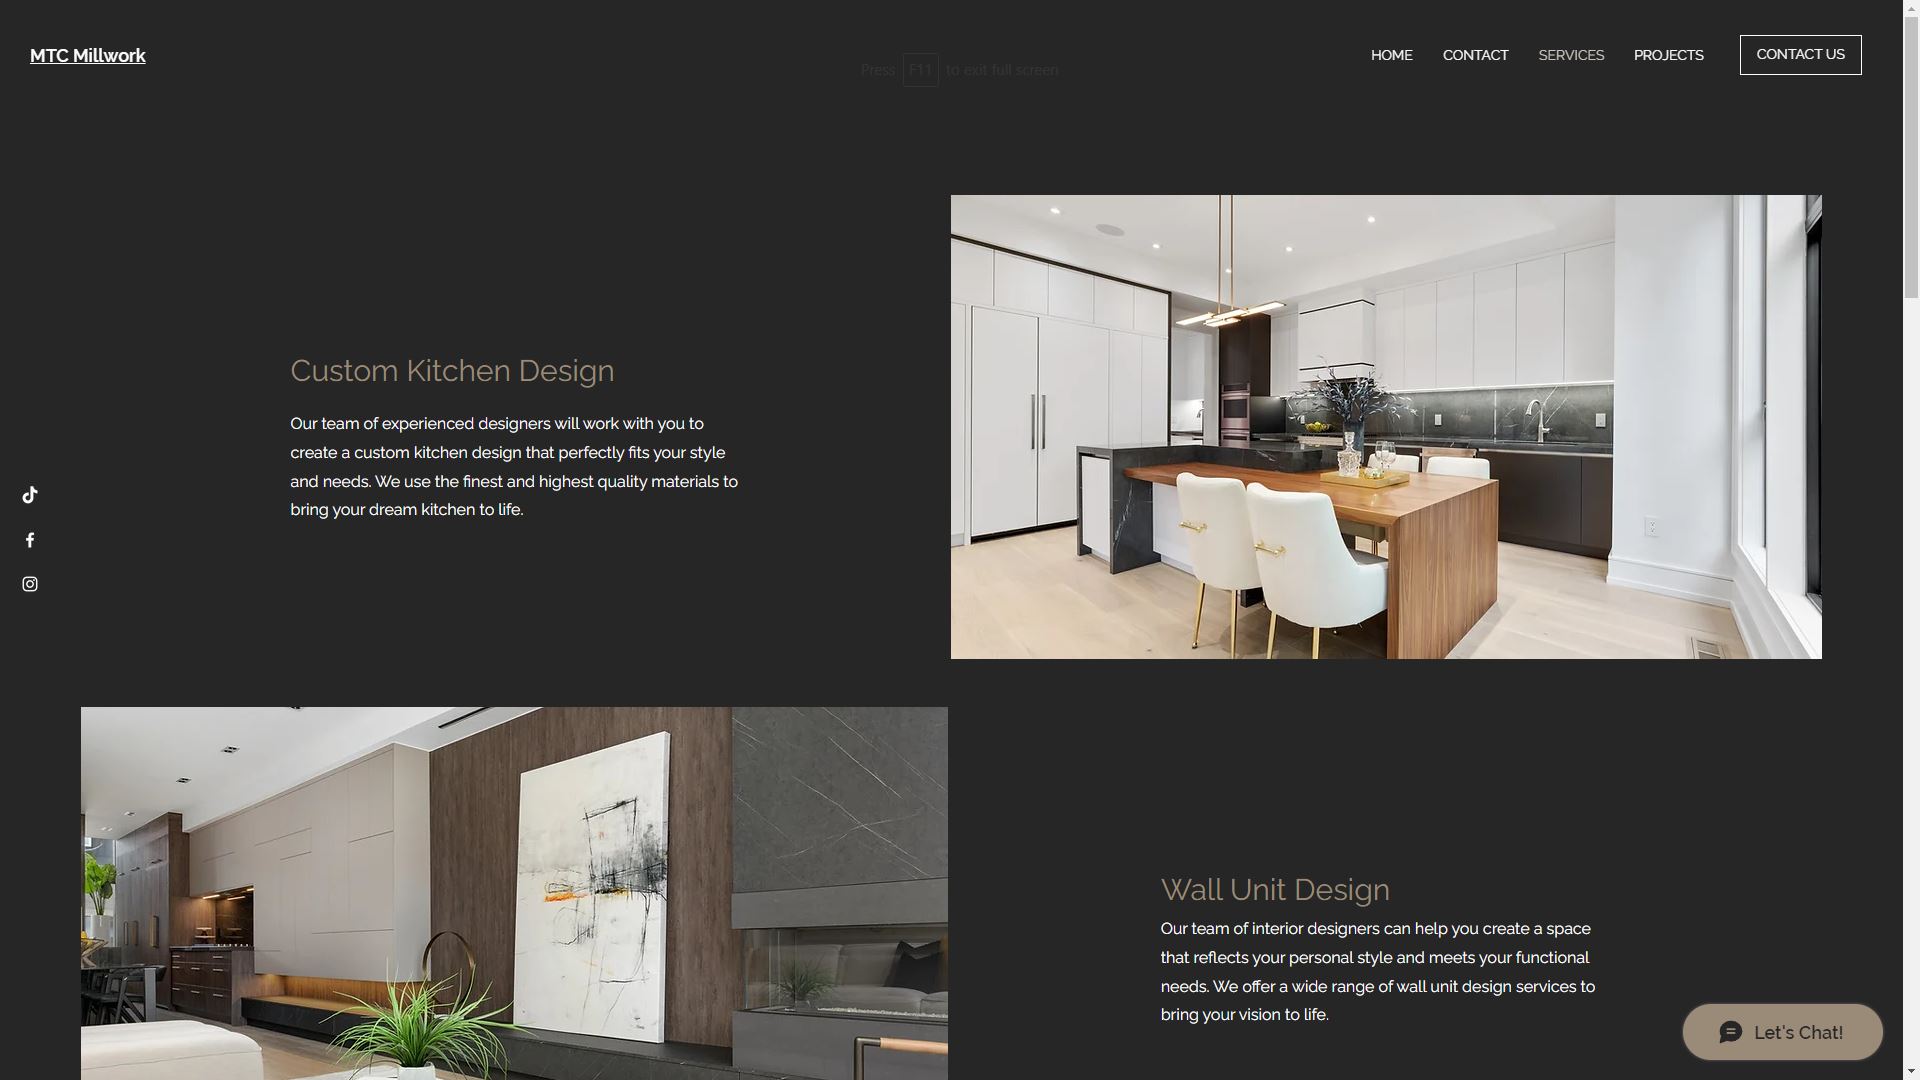 MTC Millwork
Press F11 to exit full screen
HOME
CONTACT
SERVICES
PROJECTS
CONTACT US
Custom Kitchen Design
Our team of experienced designers will work with you to
create a custom kitchen design that perfectly fits your style
and needs. We use the finest and highest quality materials to
bring your dream kitchen to life.
Wall Unit Design
Our team of interior designers can help you create a space
that reflects your personal style and meets your functional
needs. We offer a wide range of wall unit design services to
bring your vision to life.
Let's Chat!